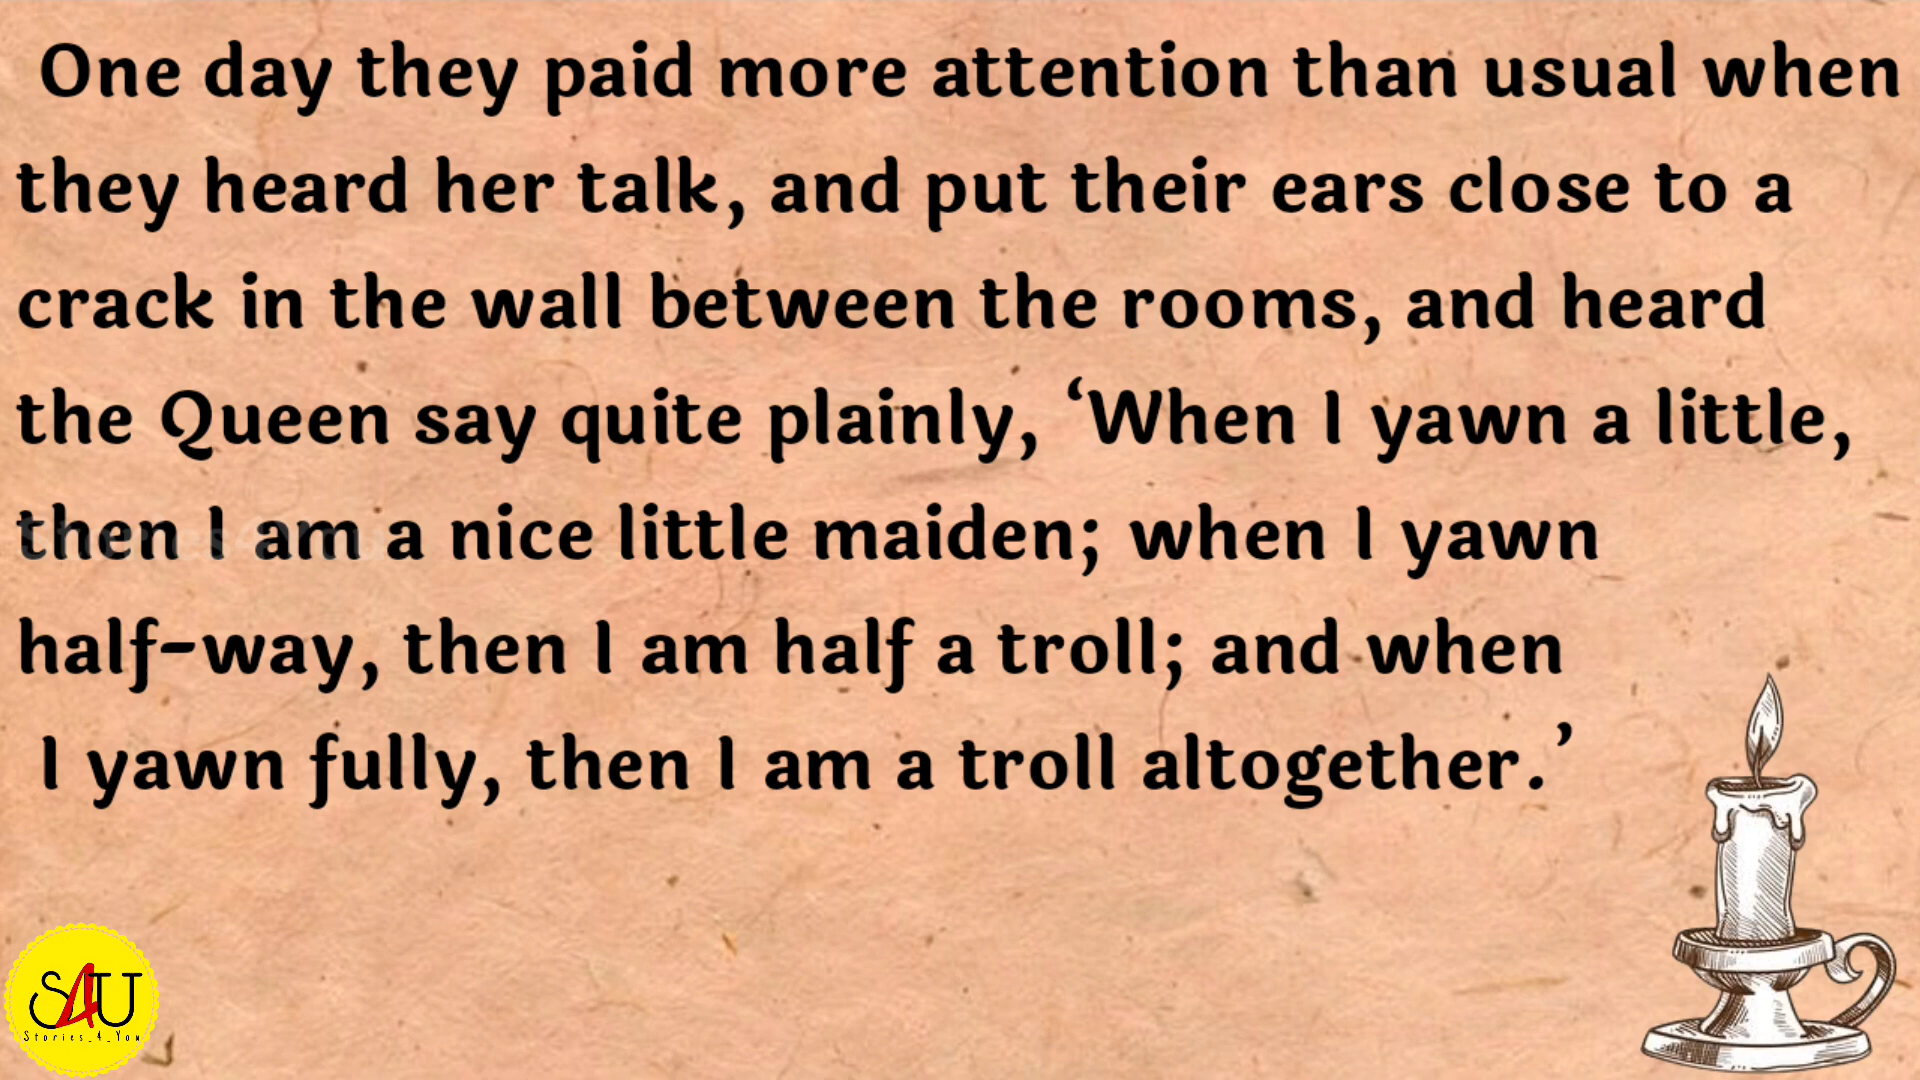 One day they paid more attention than usual when
they heard her talk, and put their ears close to a
crack in the wall between the rooms, and heard
the Queen say quite plainly, ‘When I yawn a little,
then I am a nice little maiden; when I yawn
half-way, then I am half a troll; and when
I yawn fully, then I am a troll altogether.’
S4U
Stories_4_You